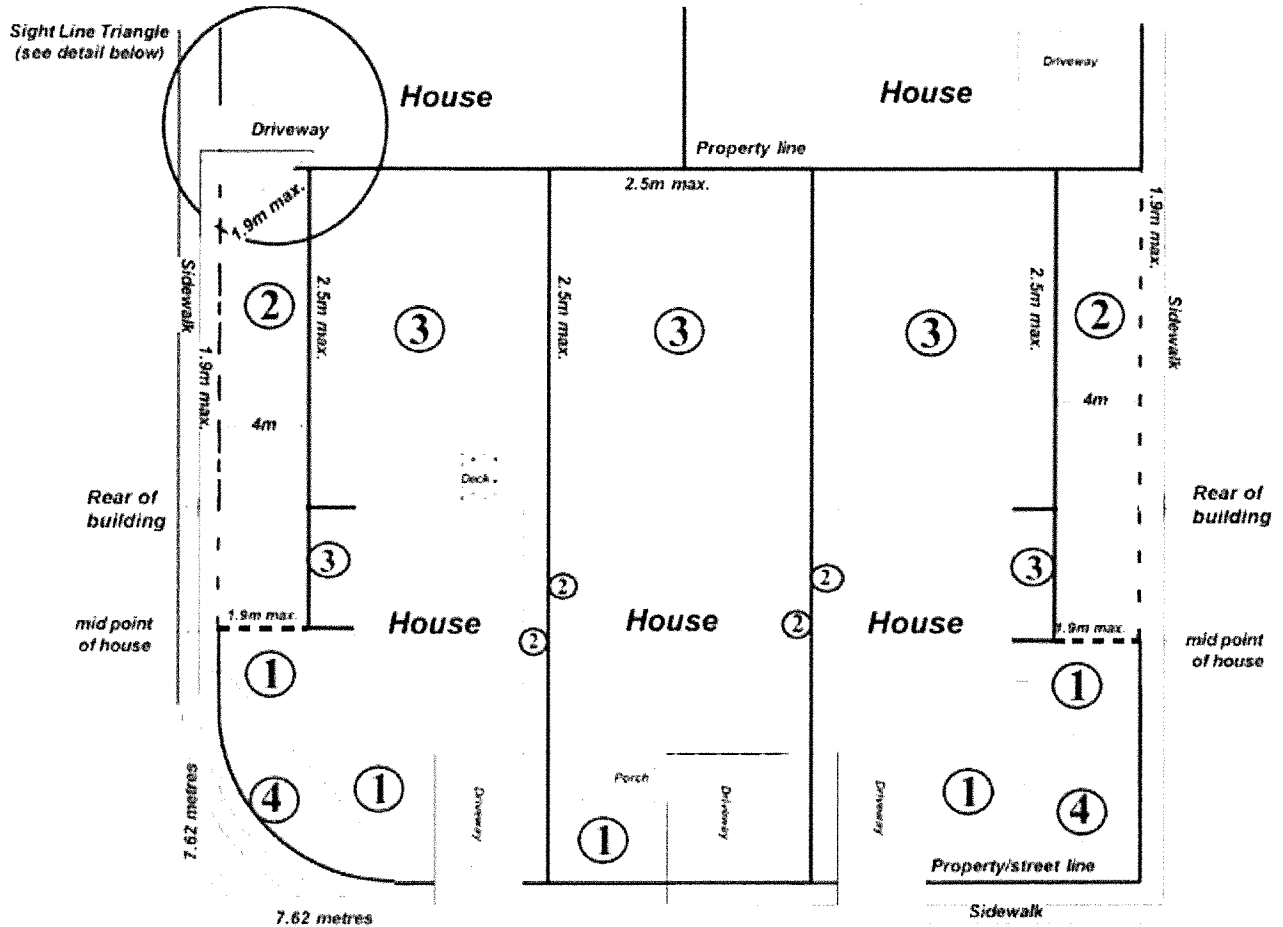 Sight Line Triangle
(see detail below)
House
House
Driveway
Driveway
Property line
2.5m max.
1.9m max.
1.9m max.
Sidewalk
2
2.5m max.
3
2.5m max.
3
3
2.5m max.
2
Sidewalk
1.9m max.
4m
4m
Deck
Rear of
building
Rear of
building
3
2
2
3
1.9m max.
mid point
of house
House
2
House
2
House
1.9m max.
mid point
of house
1
1
7.62 metres
4
1
Driveway
Porch
1
Driveway
Driveway
1
4
Property/street line
7.62 metres
Sidewalk